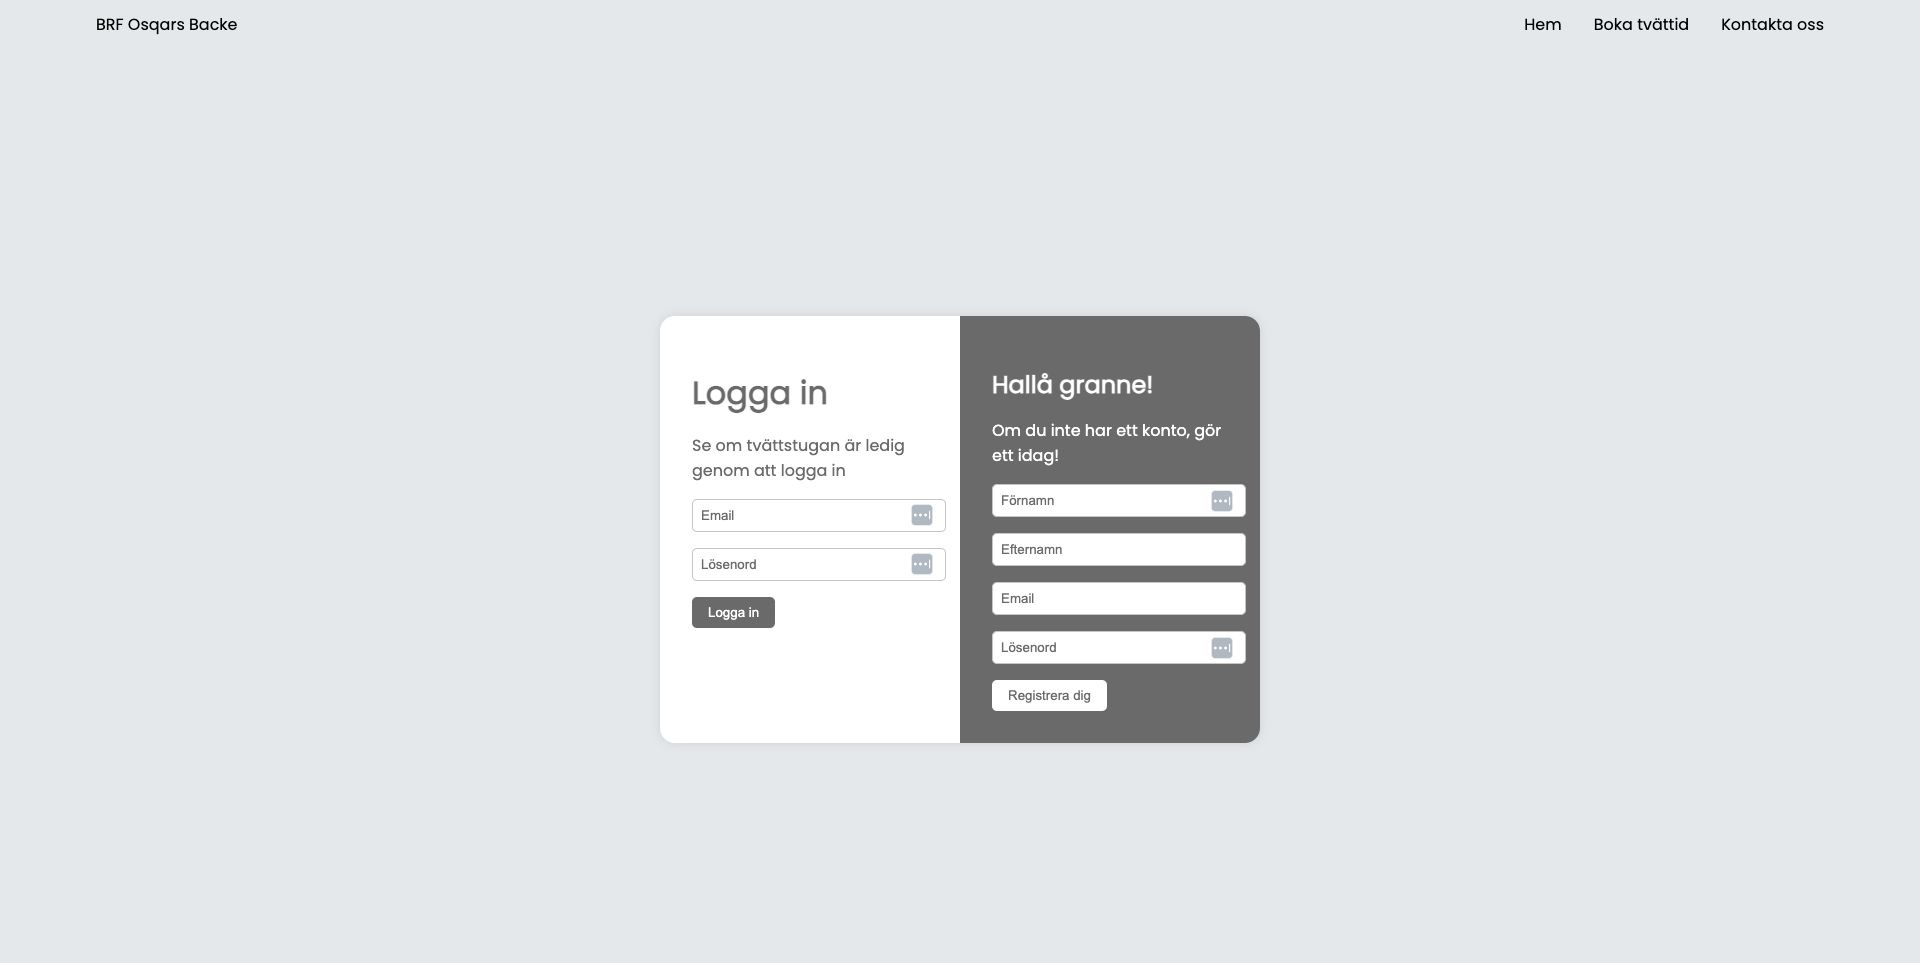 BRF Osqars Backe
Hem
Boka tvättid
Kontakta oss
Logga in
Se om tvättstugan är ledig
genom att logga in
Email
Lösenord
Logga in
Hallå granne!
Om du inte har ett konto, gör
ett idag!
Förnamn
Efternamn
Email
Lösenord
Registrera dig